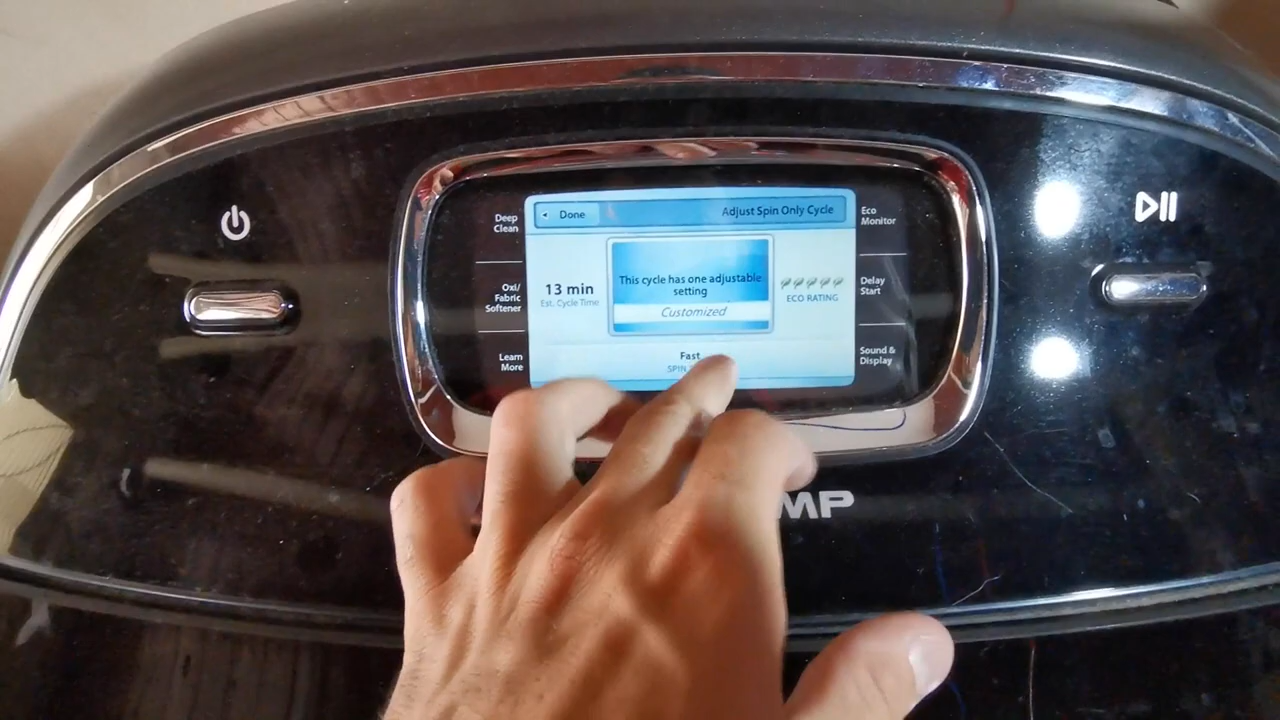 Deep
Clean
Oxi/
Fabric
Softener
Learn
More
Done
Adjust Spin Only Cycle
This cycle has one adjustable
setting
Customized
13 min
Est. Cycle Time
ECO RATING
Fast
SPIN
Eco
Monitor
Delay
Start
Sound &
Display